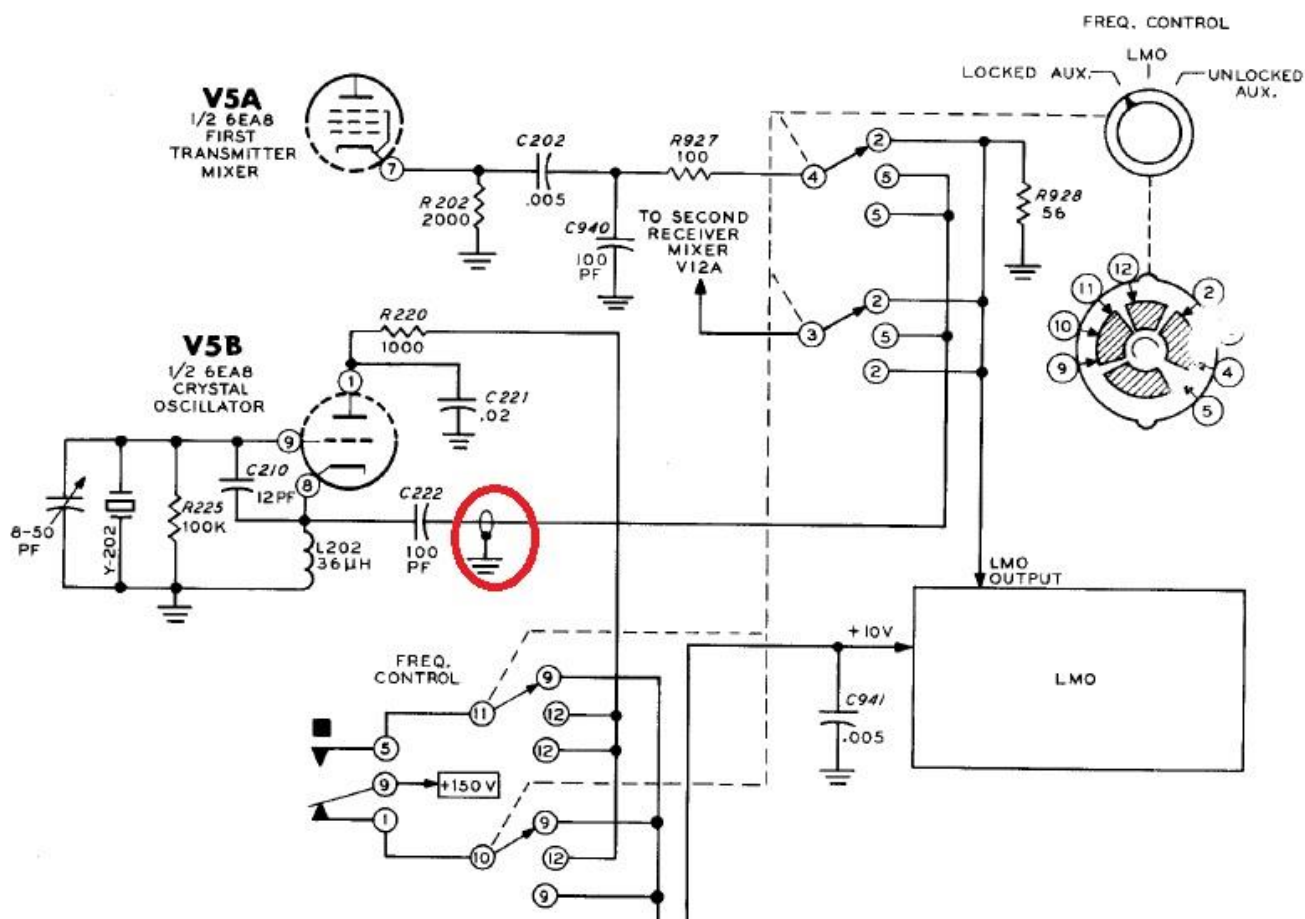 FREQ. CONTROL
LMO
LOCKED AUX.
UNLOCKED
AUX.
V5A
1/2 6EA8
FIRST
TRANSMITTER
MIXER
7
R202
2000
C202
.005
C940
100
PF
R927
100
4
2
5
5
R928
56
TO SECOND
RECEIVER
MIXER
V12A
3
2
5
2
12
11
10
9
2
4
5
V5B
1/2 6EA8
CRYSTAL
OSCILLATOR
R220
1000
1
C221
.02
9
8
C210
12PF
8-50
PF
Y-202
R225
100K
L202
36µH
C222
100
PF
LMO
OUTPUT
+10V
LMO
C941
.005
FREQ.
CONTROL
11
9
12
12
5
9
+150V
1
10
9
12
9